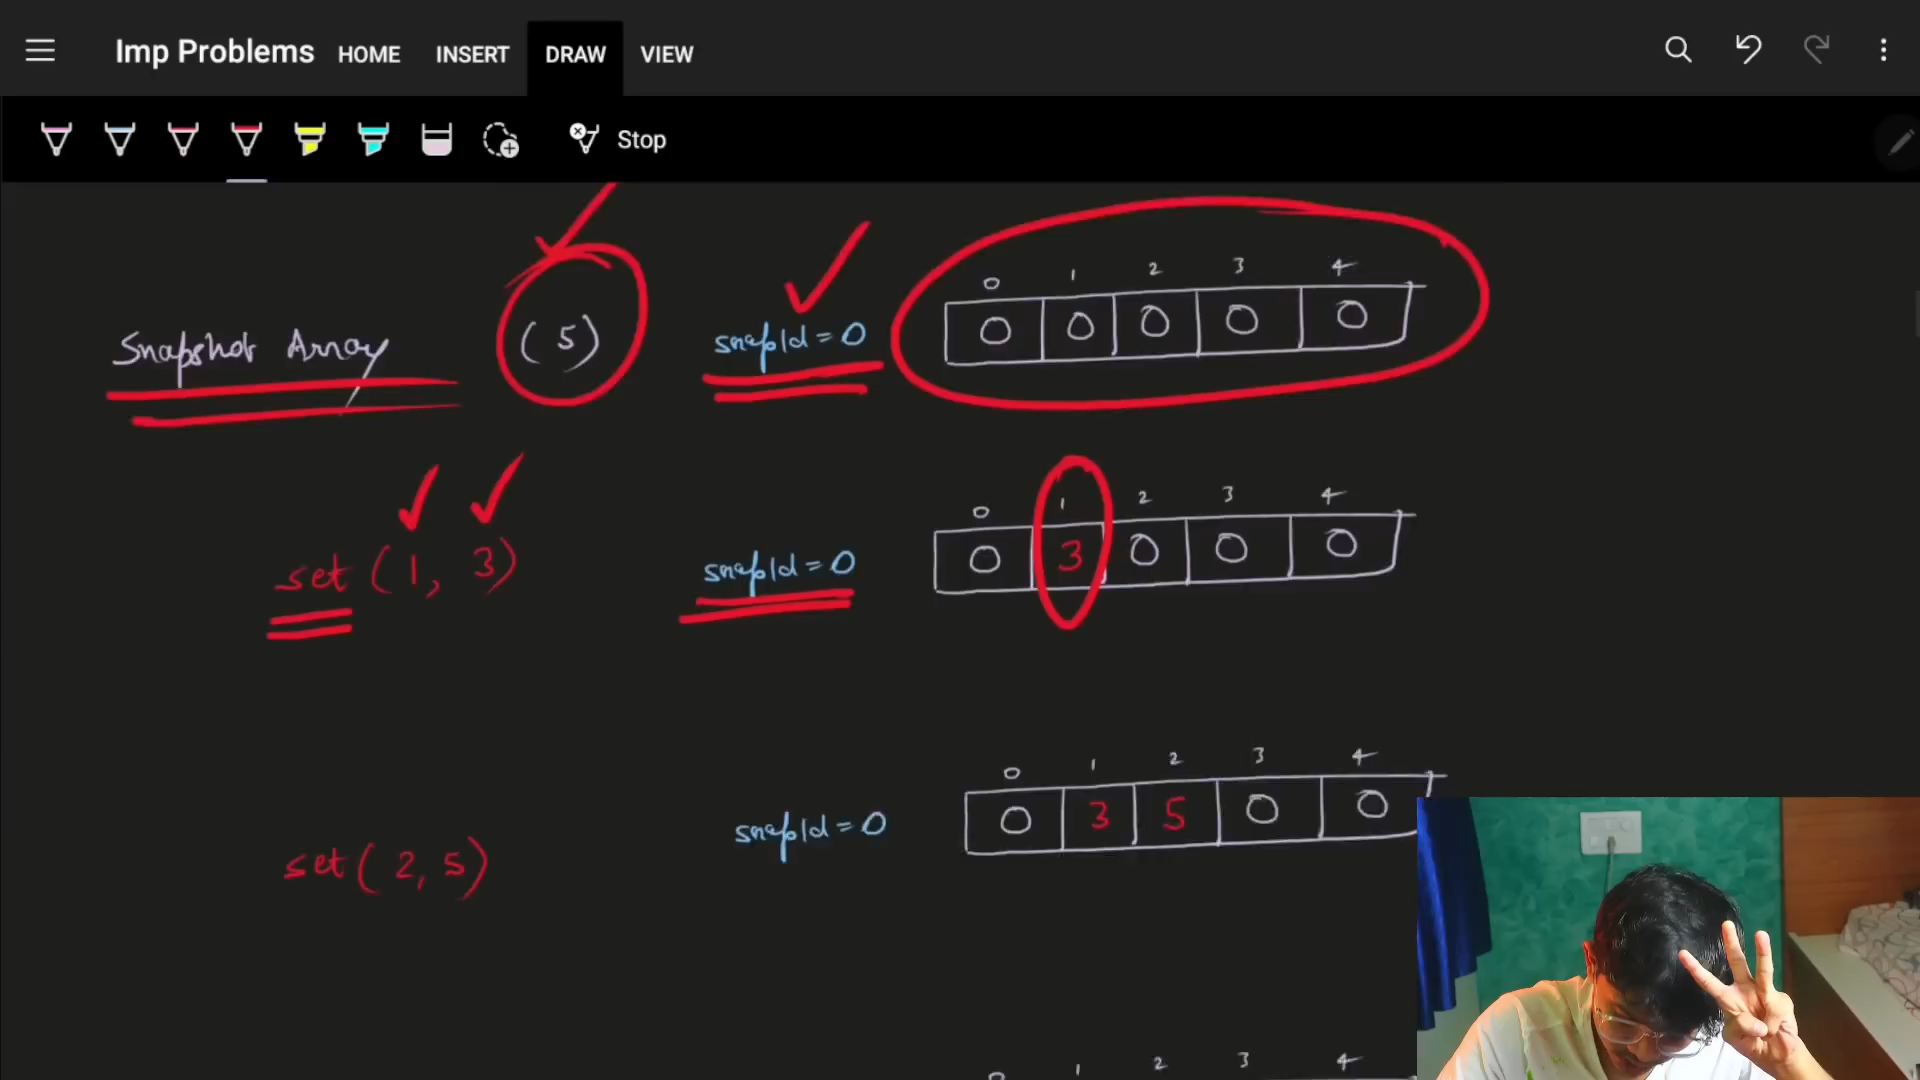 Imp Problems HOME INSERT DRAW VIEW
Stop
0 1 2 3 4
Snapshot Array (5) snapId = 0 0 0 0 0 0
0 1 2 3 4
set (1, 3) snapId = 0 0 3 0 0 0
0 1 2 3 4
set (2, 5) snapId = 0 0 3 5 0 0
0 1 2 3 4